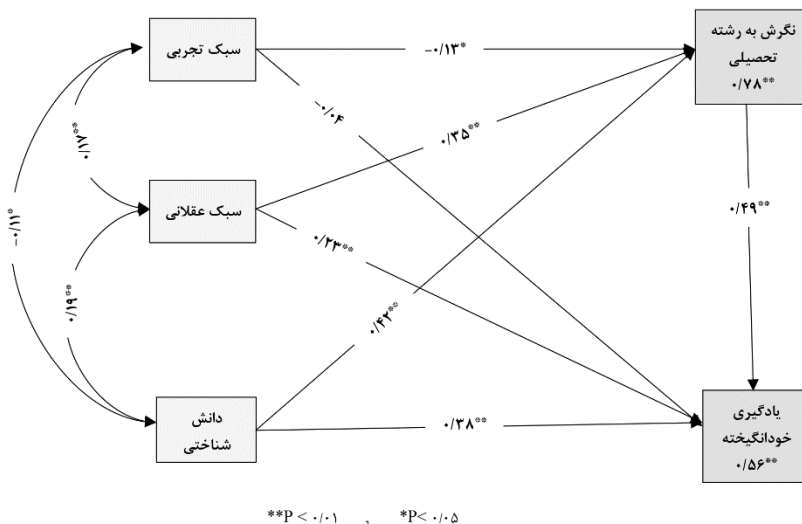 سبک تجربی
-۰/۱۳*
نگرش به رشته
تحصیلی
۰/۷۸**
-۰/۰۴
۰/۱۷**
۰/۳۵**
-۰/۱۱*
سبک عقلانی
۰/۴۹**
۰/۲۳**
۰/۱۹**
۰/۴۲**
دانش
شناختی
۰/۳۸**
یادگیری
خودانگیخته
۰/۵۶**
**P < ۰/۰۱ , *P< ۰/۰۵